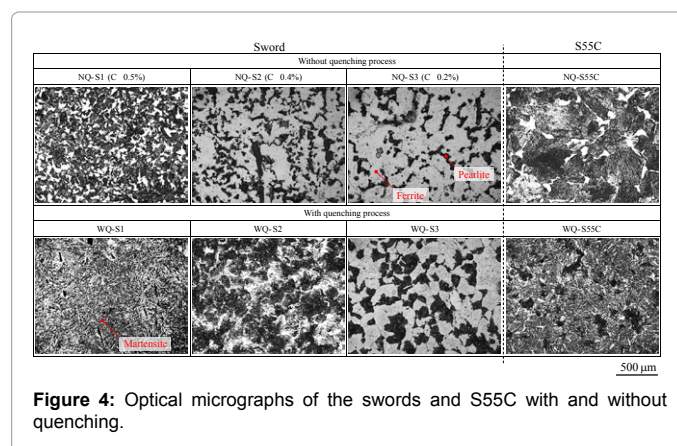 Sword S55C
Without quenching process
NQ-S1 (C 0.5%) NQ-S2 (C 0.4%) NQ-S3 (C 0.2%) NQ-S55C
Pearlite
Ferrite
With quenching process
WQ-S1 WQ-S2 WQ-S3 WQ-S55C
Martensite
500 μm
Figure 4: Optical micrographs of the swords and S55C with and without
quenching.